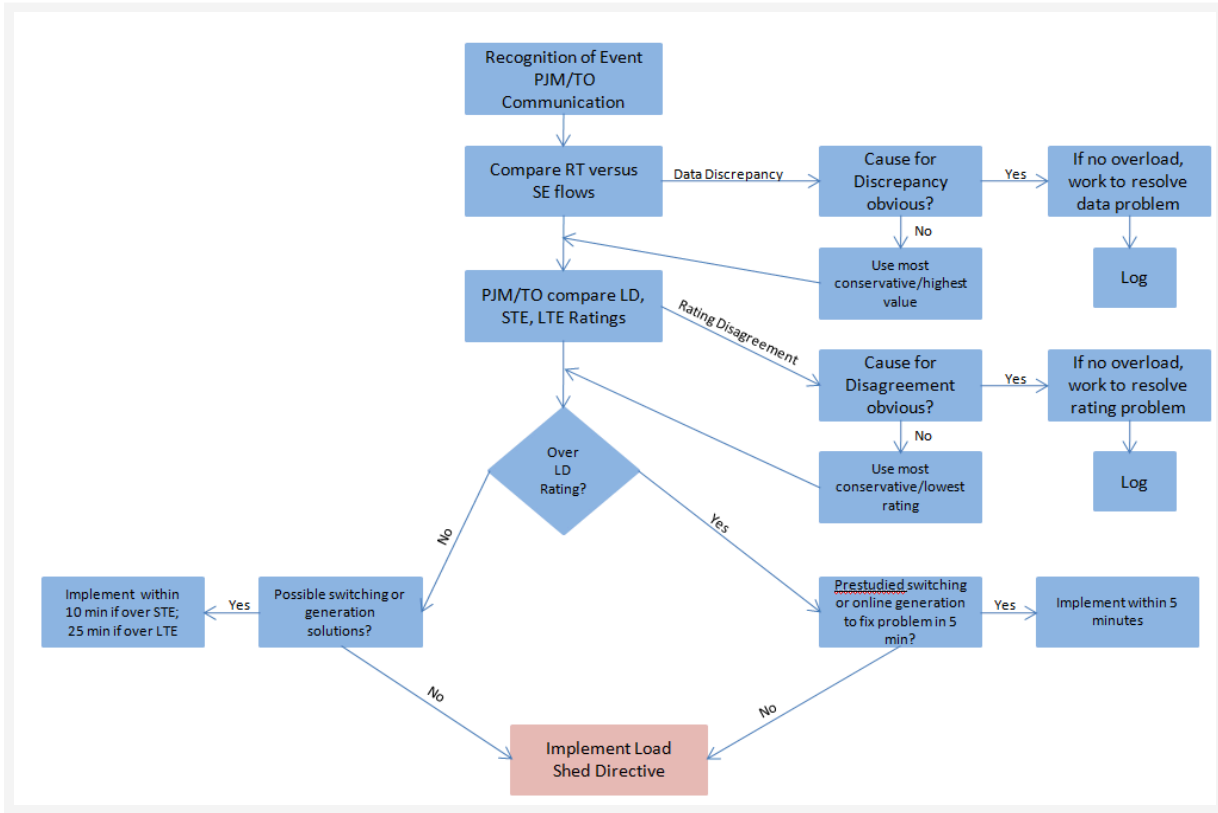 Recognition of Event
PJM/TO
Communication
Compare RT versus
SE flows
Data Discrepancy
Cause for
Discrepancy
obvious?
Yes
If no overload,
work to resolve
data problem
No
Use most
conservative/highest
value
Log
PJM/TO compare LD,
STE, LTE Ratings
Rating Disagreement
Cause for
Disagreement
obvious?
Yes
If no overload,
work to resolve
rating problem
No
Use most
conservative/lowest
rating
Log
Over
LD
Rating?
No
Yes
Implement within
10 min if over STE;
25 min if over LTE
Yes
Possible switching or
generation
solutions?
Prestudied switching
or online generation
to fix problem in 5
min?
Yes
Implement within 5
minutes
No
No
Implement Load
Shed Directive